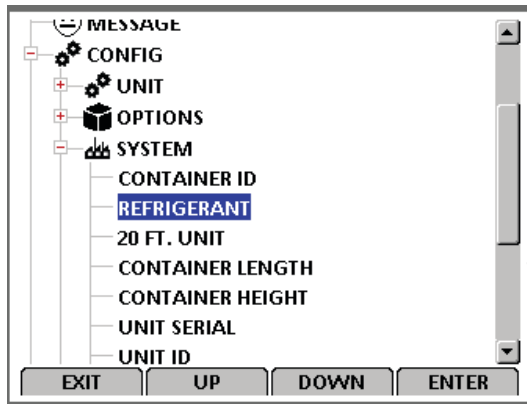 MESSAGE
CONFIG
UNIT
OPTIONS
SYSTEM
CONTAINER ID
REFRIGERANT
20 FT. UNIT
CONTAINER LENGTH
CONTAINER HEIGHT
UNIT SERIAL
UNIT ID
EXIT UP DOWN ENTER